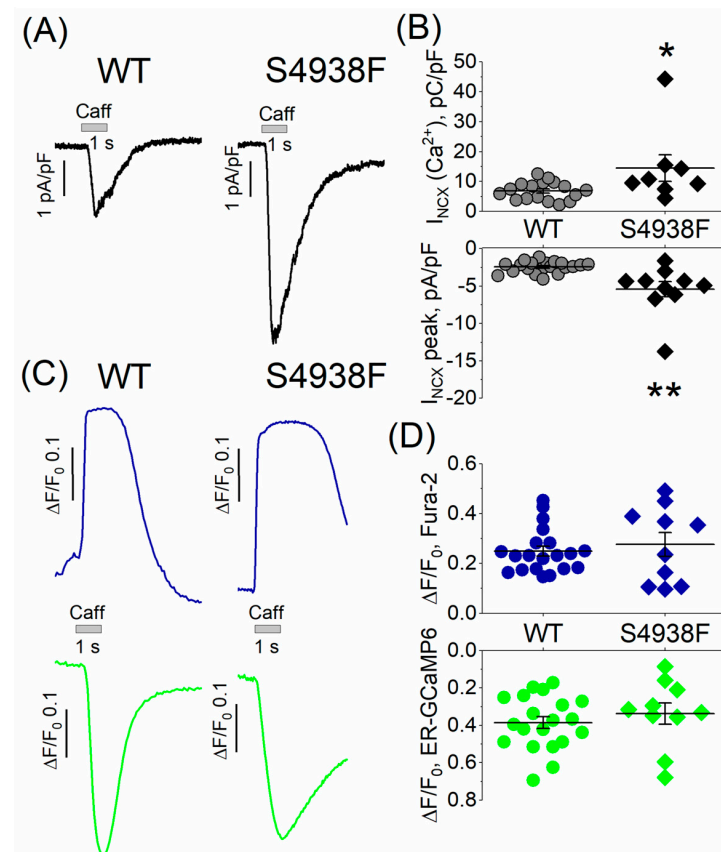 (A)
WT
S4938F
Caff
1 s
1 pA/pF
Caff
1 s
1 pA/pF
(B)
I_NCX (Ca²⁺), pC/pF
50
40
30
20
10
0
*
WT
S4938F
I_NCX peak, pA/pF
0
-5
-10
-15
-20
**
(C)
WT
S4938F
ΔF/F₀ 0.1
ΔF/F₀ 0.1
Caff
1 s
Caff
1 s
ΔF/F₀ 0.1
ΔF/F₀ 0.1
(D)
ΔF/F₀, Fura-2
0.6
0.4
0.2
0.0
WT
S4938F
ΔF/F₀, ER-GCaMP6
0.0
0.2
0.4
0.6
0.8